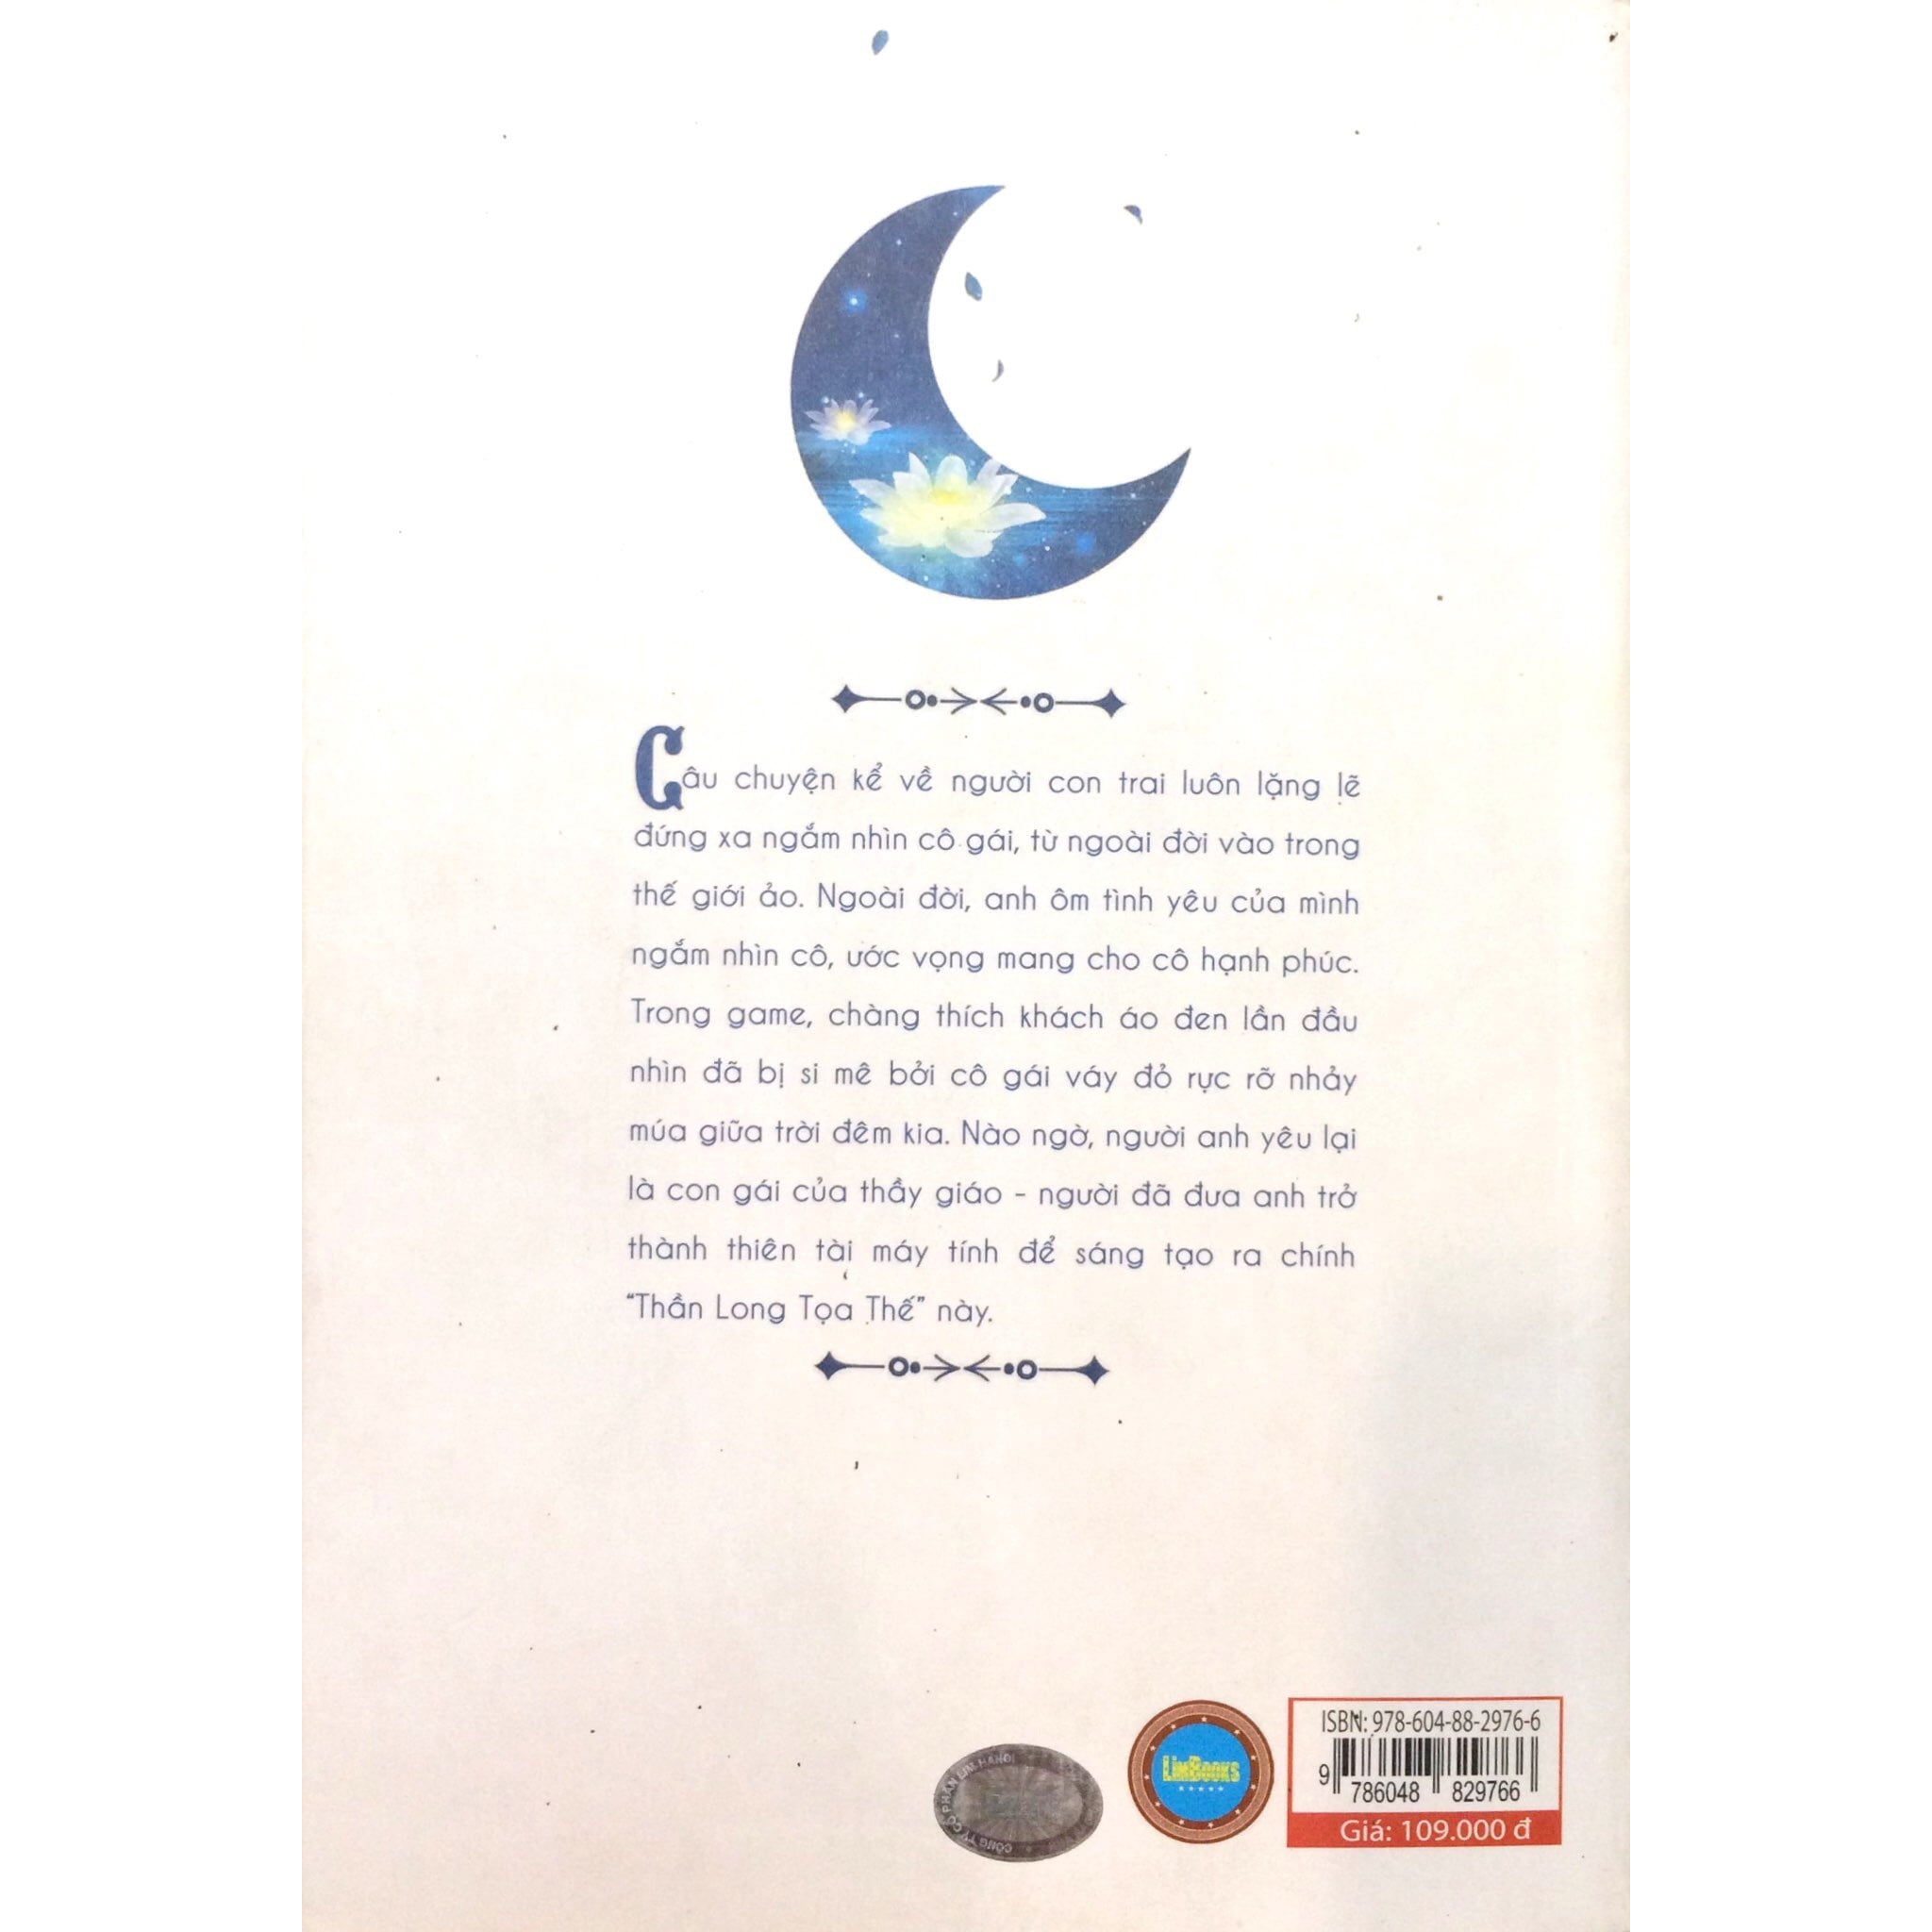 Câu chuyện kể về người con trai luôn lặng lẽ
đứng xa ngắm nhìn cô gái, từ ngoài đời vào trong
thế giới ảo. Ngoài đời, anh ôm tình yêu của mình
ngắm nhìn cô, ước vọng mang cho cô hạnh phúc.
Trong game, chàng thích khách áo đen lần đầu
nhìn đã bị si mê bởi cô gái váy đỏ rực rỡ nhảy
múa giữa trời đêm kia. Nào ngờ, người anh yêu lại
là con gái của thầy giáo - người đã đưa anh trở
thành thiên tài máy tính để sáng tạo ra chính
“Thần Long Tọa Thế” này.
CÔNG TY CỔ PHẦN LIM HANOI
LIMBOOKS
ISBN: 978-604-88-2976-6
9 786048 829766
Giá: 109.000 đ